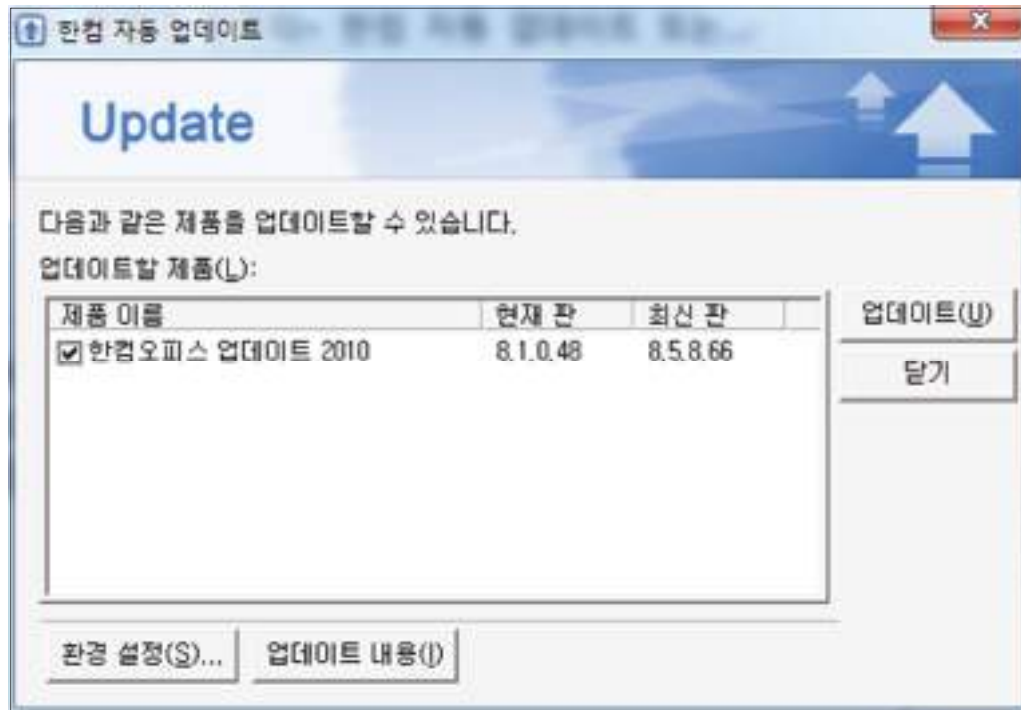 한컴 자동 업데이트
Update
다음과 같은 제품을 업데이트할 수 있습니다.
업데이트할 제품(L):
제품 이름 현재 판 최신 판
한컴오피스 업데이트 2010 8.1.0.48 8.5.8.66
업데이트(U)
닫기
환경 설정(S)... 업데이트 내용(I)